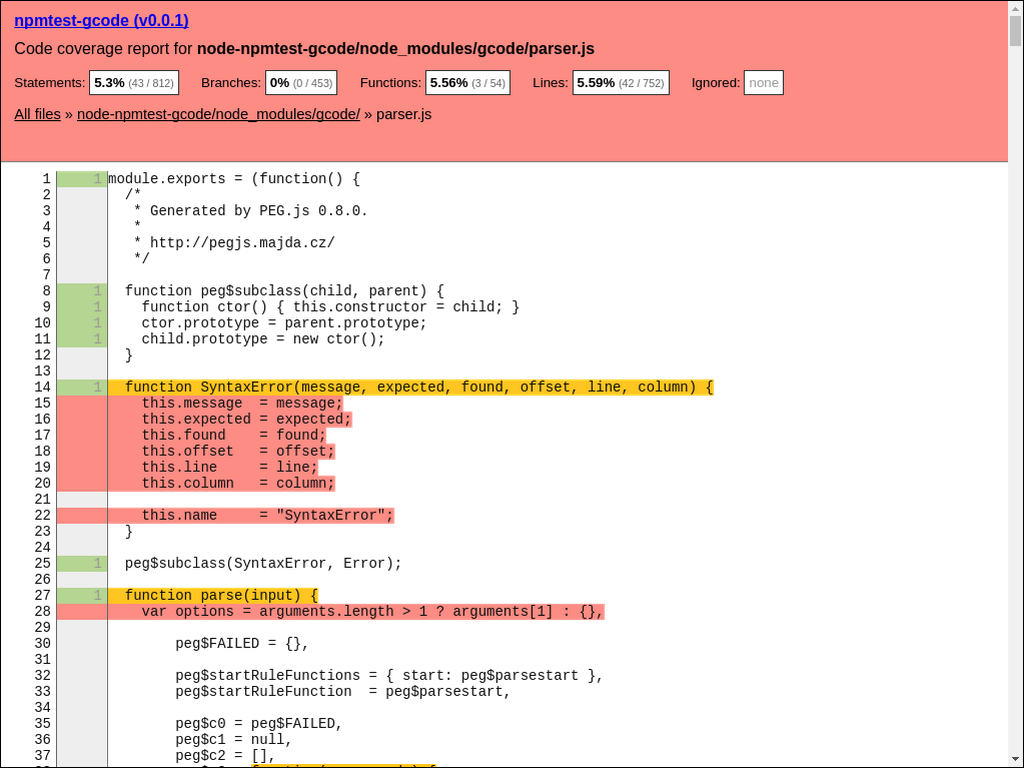 npmtest-gcode (v0.0.1)
Code coverage report for node-npmtest-gcode/node_modules/gcode/parser.js
Statements: 5.3% (43 / 812) Branches: 0% (0 / 453) Functions: 5.56% (3 / 54) Lines: 5.59% (42 / 752) Ignored: none
All files » node-npmtest-gcode/node_modules/gcode/ » parser.js
1 1 module.exports = (function() {
2 /*
3 * Generated by PEG.js 0.8.0.
4 *
5 * http://pegjs.majda.cz/
6 */
7
8 1 function peg$subclass(child, parent) {
9 1 function ctor() { this.constructor = child; }
10 1 ctor.prototype = parent.prototype;
11 1 child.prototype = new ctor();
12 }
13
14 1 function SyntaxError(message, expected, found, offset, line, column) {
15 this.message  = message;
16 this.expected = expected;
17 this.found    = found;
18 this.offset   = offset;
19 this.line     = line;
20 this.column   = column;
21
22 this.name     = "SyntaxError";
23 }
24
25 1 peg$subclass(SyntaxError, Error);
26
27 1 function parse(input) {
28 var options = arguments.length > 1 ? arguments[1] : {},
29
30 peg$FAILED = {},
31
32 peg$startRuleFunctions = { start: peg$parsestart },
33 peg$startRuleFunction  = peg$parsestart,
34
35 peg$c0 = peg$FAILED,
36 peg$c1 = null,
37 peg$c2 = [],